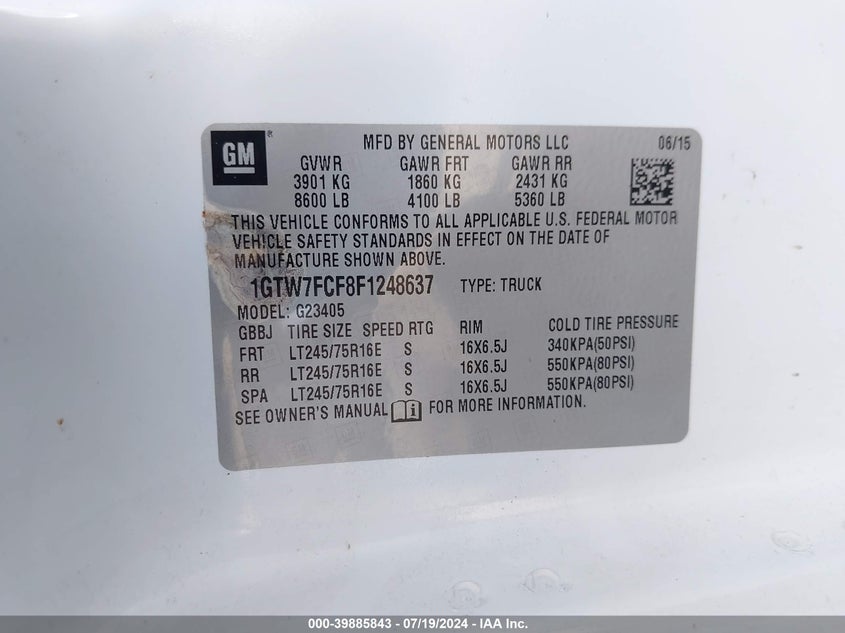 GM ® MFD BY GENERAL MOTORS LLC 06/15
GVWR GAWR FRT GAWR RR
3901 KG 1860 KG 2431 KG
8600 LB 4100 LB 5360 LB
THIS VEHICLE CONFORMS TO ALL APPLICABLE U.S. FEDERAL MOTOR
VEHICLE SAFETY STANDARDS IN EFFECT ON THE DATE OF
MANUFACTURE SHOWN ABOVE.
1GTW7FCF8F1248637 TYPE: TRUCK
MODEL: G23405
GBBJ TIRE SIZE SPEED RTG RIM COLD TIRE PRESSURE
FRT LT245/75R16E S 16X6.5J 340KPA(50PSI)
RR LT245/75R16E S 16X6.5J 550KPA(80PSI)
SPA LT245/75R16E S 16X6.5J 550KPA(80PSI)
SEE OWNER'S MANUAL FOR MORE INFORMATION.
000-39885843 - 07/19/2024 - IAA Inc.